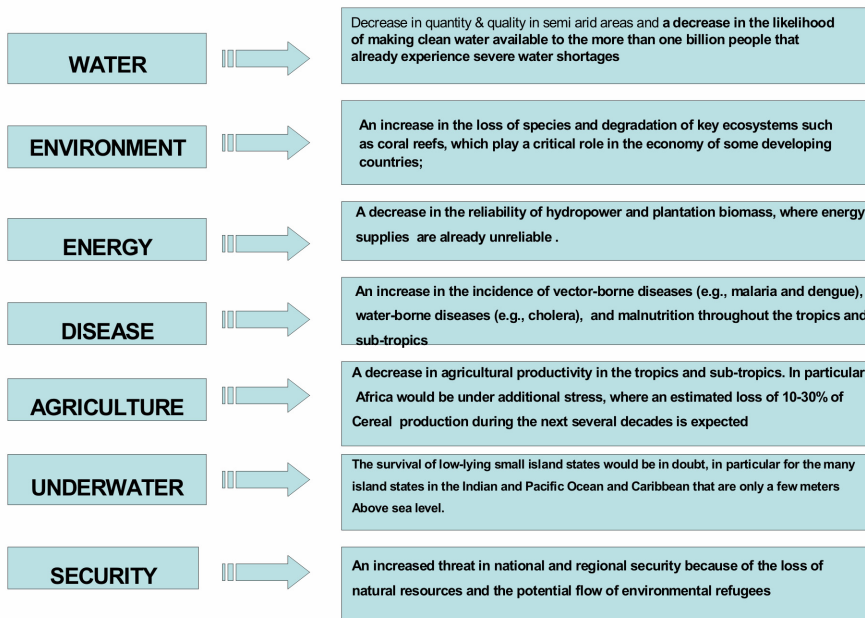 WATER
Decrease in quantity & quality in semi arid areas and a decrease in the likelihood
of making clean water available to the more than one billion people that
already experience severe water shortages
ENVIRONMENT
An increase in the loss of species and degradation of key ecosystems such
as coral reefs, which play a critical role in the economy of some developing
countries;
ENERGY
A decrease in the reliability of hydropower and plantation biomass, where energy
supplies are already unreliable .
DISEASE
An increase in the incidence of vector-borne diseases (e.g., malaria and dengue),
water-borne diseases (e.g., cholera), and malnutrition throughout the tropics and
sub-tropics
AGRICULTURE
A decrease in agricultural productivity in the tropics and sub-tropics. In particular
Africa would be under additional stress, where an estimated loss of 10-30% of
Cereal production during the next several decades is expected
UNDERWATER
The survival of low-lying small island states would be in doubt, in particular for the many
island states in the Indian and Pacific Ocean and Caribbean that are only a few meters
Above sea level.
SECURITY
An increased threat in national and regional security because of the loss of
natural resources and the potential flow of environmental refugees